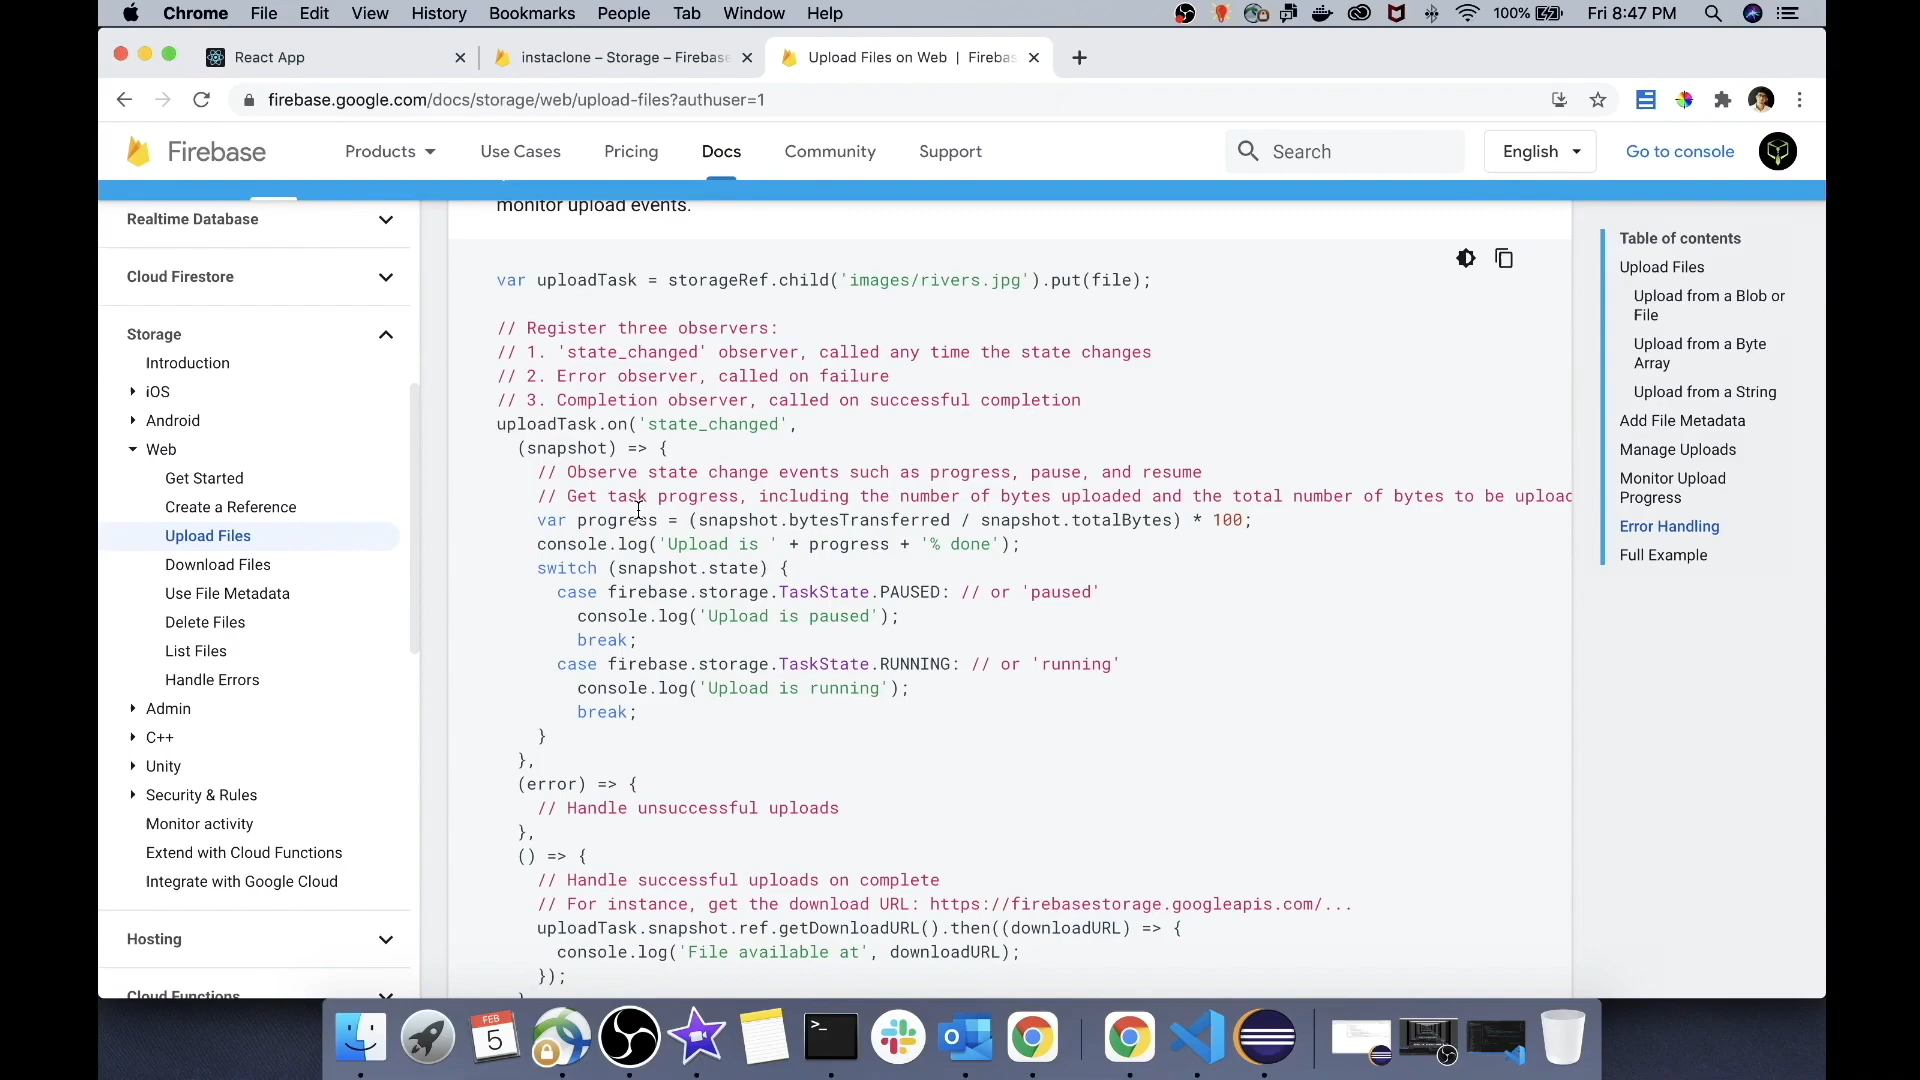 Chrome File Edit View History Bookmarks People Tab Window Help 100% Fri 8:47 PM
React App instaclone – Storage – Firebase Upload Files on Web | Firebas
firebase.google.com/docs/storage/web/upload-files?authuser=1
Firebase Products Use Cases Pricing Docs Community Support Search English Go to console
Realtime Database
Cloud Firestore
Storage
Introduction
iOS
Android
Web
Get Started
Create a Reference
Upload Files
Download Files
Use File Metadata
Delete Files
List Files
Handle Errors
Admin
C++
Unity
Security & Rules
Monitor activity
Extend with Cloud Functions
Integrate with Google Cloud
Hosting
Cloud Functions
monitor upload events.
var uploadTask = storageRef.child('images/rivers.jpg').put(file);
// Register three observers:
// 1. 'state_changed' observer, called any time the state changes
// 2. Error observer, called on failure
// 3. Completion observer, called on successful completion
uploadTask.on('state_changed',
(snapshot) => {
// Observe state change events such as progress, pause, and resume
// Get task progress, including the number of bytes uploaded and the total number of bytes to be uploac
var progress = (snapshot.bytesTransferred / snapshot.totalBytes) * 100;
console.log('Upload is ' + progress + '% done');
switch (snapshot.state) {
case firebase.storage.TaskState.PAUSED: // or 'paused'
console.log('Upload is paused');
break;
case firebase.storage.TaskState.RUNNING: // or 'running'
console.log('Upload is running');
break;
}
},
(error) => {
// Handle unsuccessful uploads
},
() => {
// Handle successful uploads on complete
// For instance, get the download URL: https://firebasestorage.googleapis.com/...
uploadTask.snapshot.ref.getDownloadURL().then((downloadURL) => {
console.log('File available at', downloadURL);
});
}
Table of contents
Upload Files
Upload from a Blob or
File
Upload from a Byte
Array
Upload from a String
Add File Metadata
Manage Uploads
Monitor Upload
Progress
Error Handling
Full Example
FEB
5